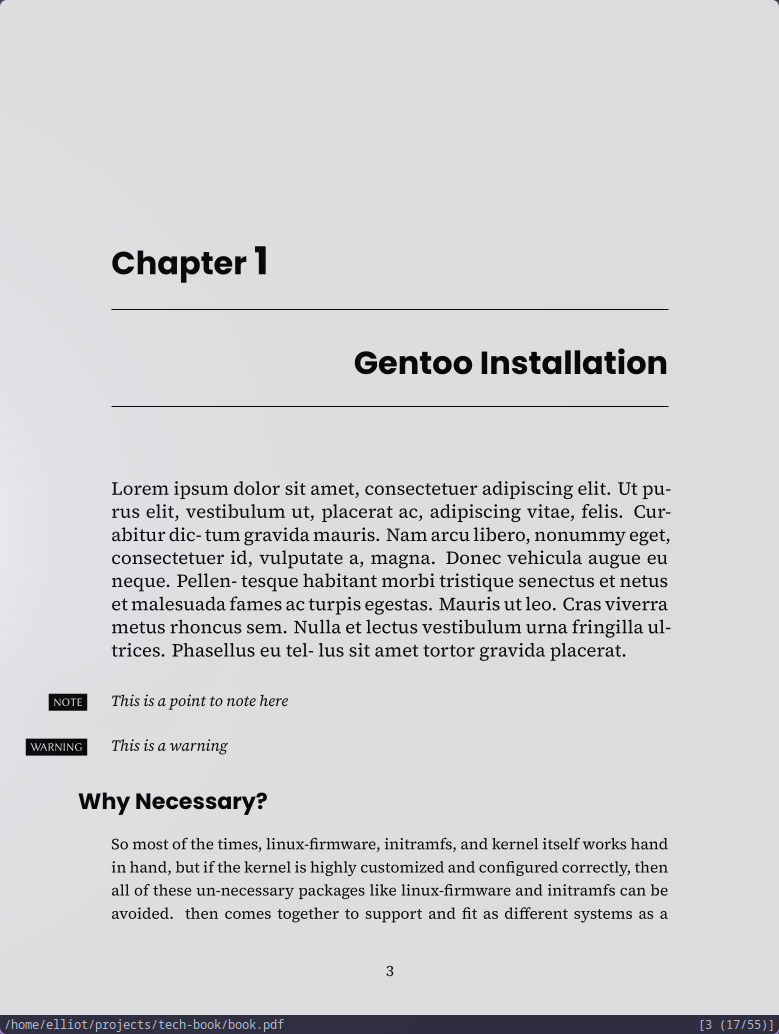 Chapter 1
Gentoo Installation
Lorem ipsum dolor sit amet, consectetuer adipiscing elit. Ut pu-
rus elit, vestibulum ut, placerat ac, adipiscing vitae, felis. Cur-
abitur dic- tum gravida mauris. Nam arcu libero, nonummy eget,
consectetuer id, vulputate a, magna. Donec vehicula augue eu
neque. Pellen- tesque habitant morbi tristique senectus et netus
et malesuada fames ac turpis egestas. Mauris ut leo. Cras viverra
metus rhoncus sem. Nulla et lectus vestibulum urna fringilla ul-
trices. Phasellus eu tel- lus sit amet tortor gravida placerat.
NOTE This is a point to note here
WARNING This is a warning
Why Necessary?
So most of the times, linux-firmware, initramfs, and kernel itself works hand
in hand, but if the kernel is highly customized and configured correctly, then
all of these un-necessary packages like linux-firmware and initramfs can be
avoided. then comes together to support and fit as different systems as a
3
/home/elliot/projects/tech-book/book.pdf [3 (17/55)]